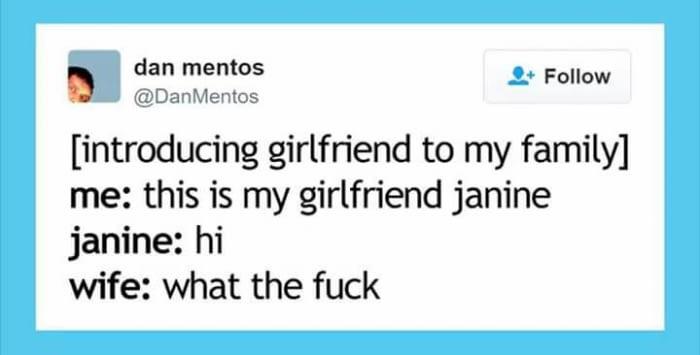 dan mentos
@DanMentos
Follow
[introducing girlfriend to my family]
me: this is my girlfriend janine
janine: hi
wife: what the fuck